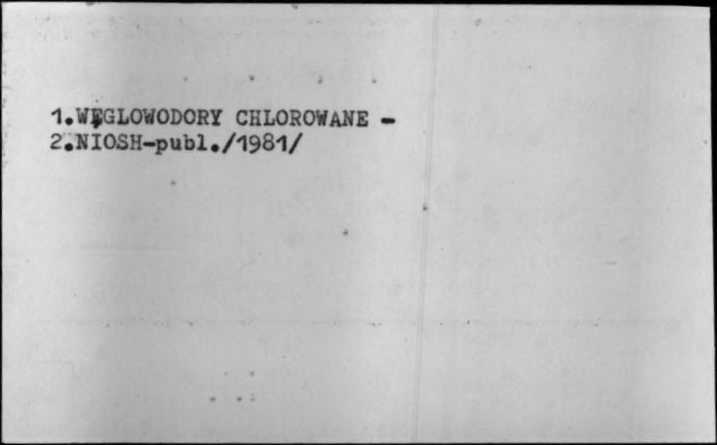 1.WĘGLOWODORY CHLOROWANE -
2.NIOSH-publ./1981/